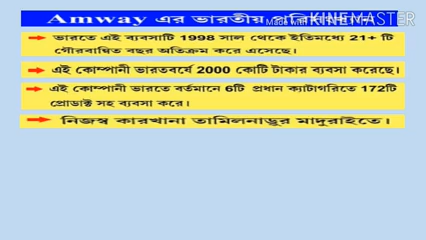 Amway এর ভারতীয়
Made with KINEMASTER
ভারতে এই ব্যবসাটি 1998 সাল থেকে ইতিমধ্যে 21+ টি
গৌরবান্বিত বছর অতিক্রম করে এসেছে।
এই কোম্পানী ভারতবর্ষে 2000 কোটি টাকার ব্যবসা করেছে।
এই কোম্পানী ভারতে বর্তমানে 6টি প্রধান ক্যাটাগরিতে 172টি
প্রোডাক্ট সহ ব্যবসা করে।
নিজস্ব কারখানা তামিলনাড়ুর মাদুরাইতে।